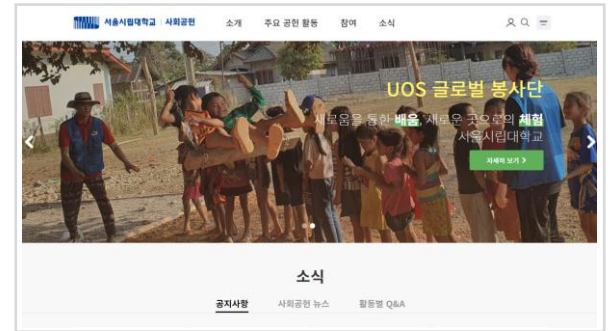 서울시립대학교 사회공헌
소개 주요 공헌 활동 참여 소식
UOS 글로벌 봉사단
새로움을 통한 배움, 새로운 곳으로의 체험
서울시립대학교
자세히 보기
소식
공지사항 사회공헌 뉴스 활동별 Q&A